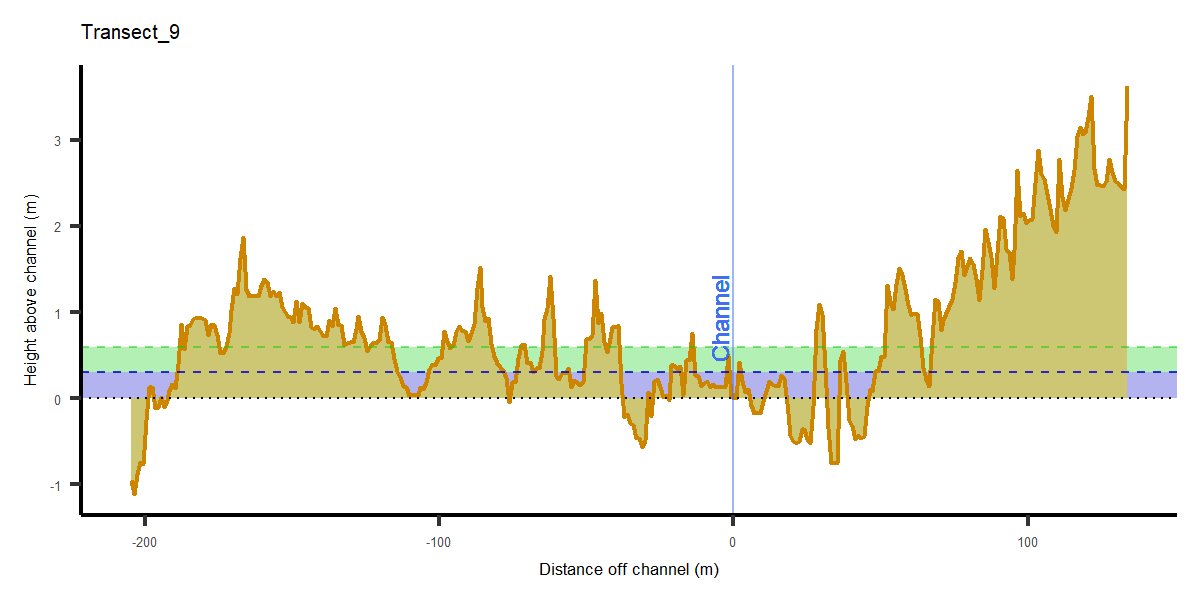 Transect_9
Height above channel (m)
3
2
1
0
-1
Channel
-200
-100
0
100
Distance off channel (m)